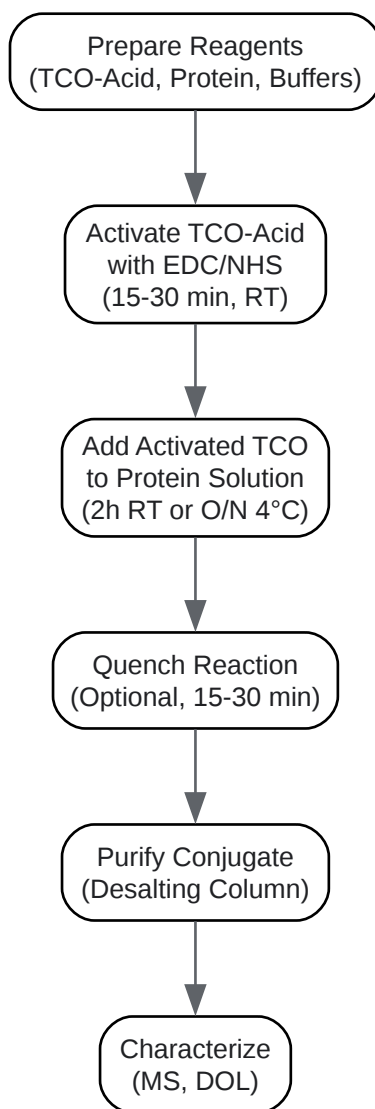 Prepare Reagents
(TCO-Acid, Protein, Buffers)
Activate TCO-Acid
with EDC/NHS
(15-30 min, RT)
Add Activated TCO
to Protein Solution
(2h RT or O/N 4°C)
Quench Reaction
(Optional, 15-30 min)
Purify Conjugate
(Desalting Column)
Characterize
(MS, DOL)